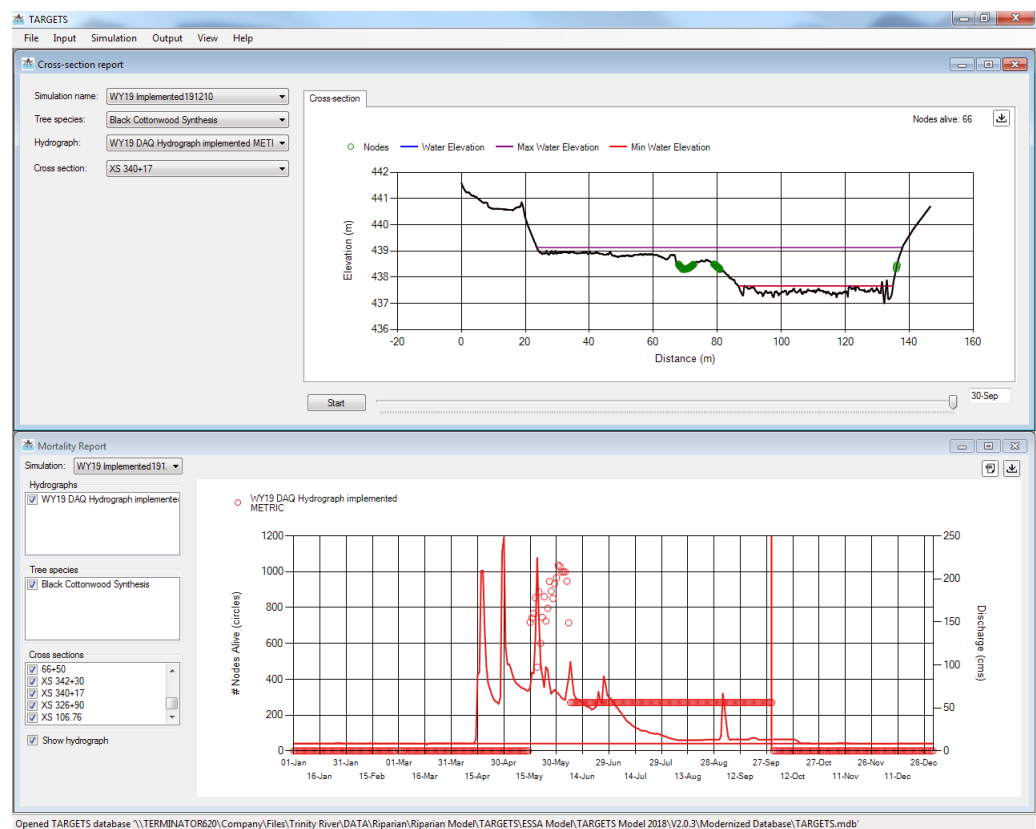 TARGETS
File Input Simulation Output View Help
Cross-section report
Simulation name: WY19 Implemented191210
Tree species: Black Cottonwood Synthesis
Hydrograph: WY19 DAQ Hydrograph implemented METI
Cross section: XS 340+17
Cross-section
Nodes alive: 66
Nodes Water Elevation Max Water Elevation Min Water Elevation
442
441
440
439
438
437
436
Elevation (m)
-20 0 20 40 60 80 100 120 140 160
Distance (m)
Start
30-Sep
Mortality Report
Simulation: WY19 Implemented191.
Hydrographs
WY19 DAQ Hydrograph implemente
Tree species
Black Cottonwood Synthesis
Cross sections
66+50
XS 342+30
XS 340+17
XS 326+90
XS 106.76
Show hydrograph
WY19 DAQ Hydrograph implemented
METRIC
1200
1000
800
600
400
200
0
# Nodes Alive (circles)
250
200
150
100
50
0
Discharge (cms)
01-Jan 31-Jan 01-Mar 31-Mar 30-Apr 30-May 29-Jun 29-Jul 28-Aug 27-Sep 27-Oct 26-Nov 26-Dec
16-Jan 15-Feb 16-Mar 15-Apr 15-May 14-Jun 14-Jul 13-Aug 12-Sep 12-Oct 11-Nov 11-Dec
Opened TARGETS database '\\TERMINATOR620\Company\Files\Trinity River\DATA\Riparian\Riparian Model\TARGETS\ESSA Model\TARGETS Model 2018\V2.0.3\Modernized Database\TARGETS.mdb'